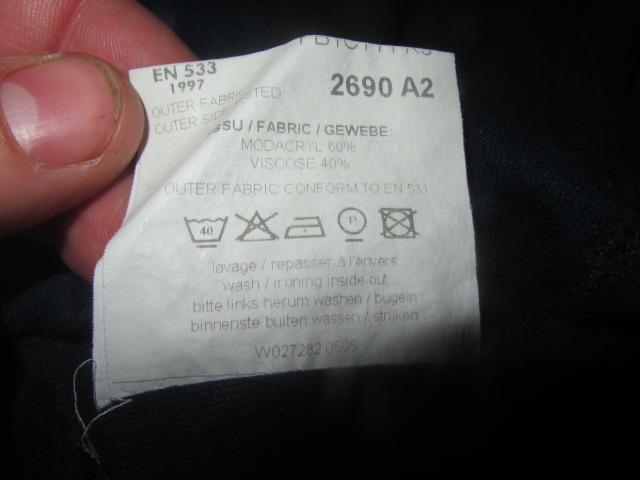 EN 533
1997
2690 A2
OUTER FABRIC
TED
OUTER SIDE
SSU / FABRIC / GEWEBE:
MODACRYL 60%
VISCOSE 40%
OUTER FABRIC CONFORM TO EN 531
40
P
lavage / repasser à l'envers
wash / ironing inside-out
bitte links herum washen / bugeln
binnenste buiten wassen / strijken
W027282 0505